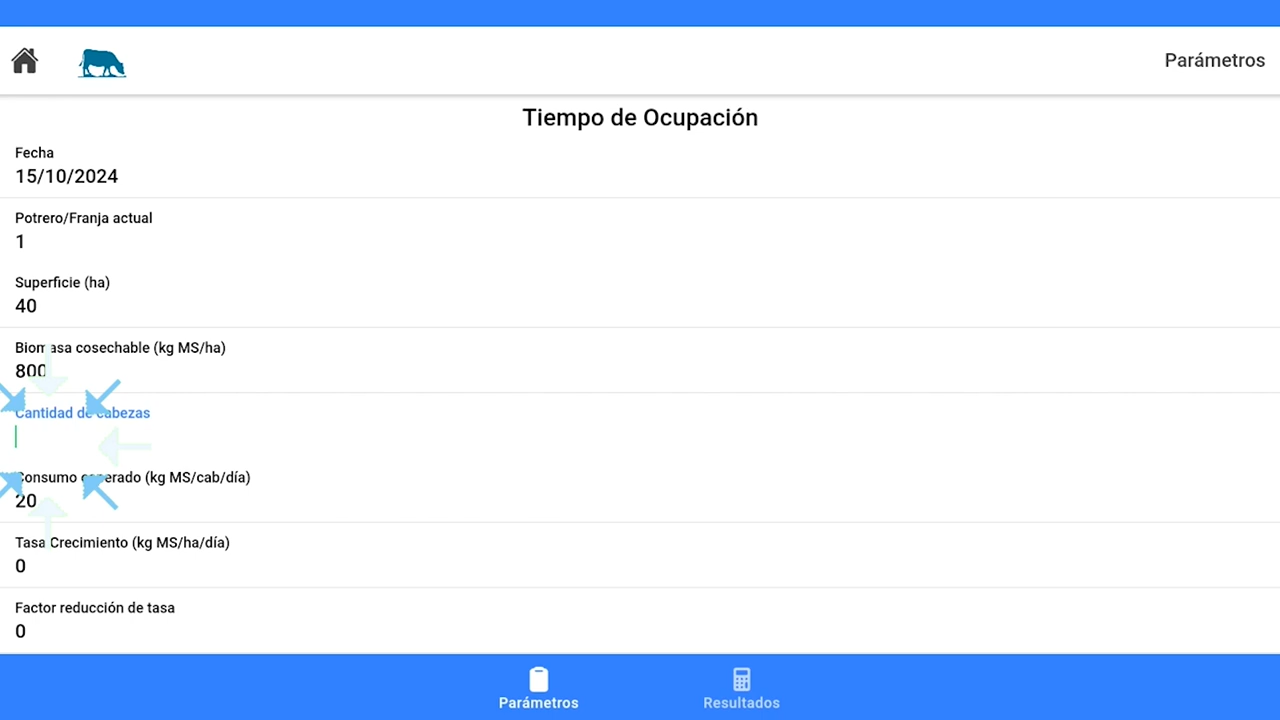 Parámetros
Tiempo de Ocupación
Fecha
15/10/2024
Potrero/Franja actual
1
Superficie (ha)
40
Biomasa cosechable (kg MS/ha)
800
Cantidad de cabezas
Consumo esperado (kg MS/cab/día)
20
Tasa Crecimiento (kg MS/ha/día)
0
Factor reducción de tasa
0
Parámetros
Resultados